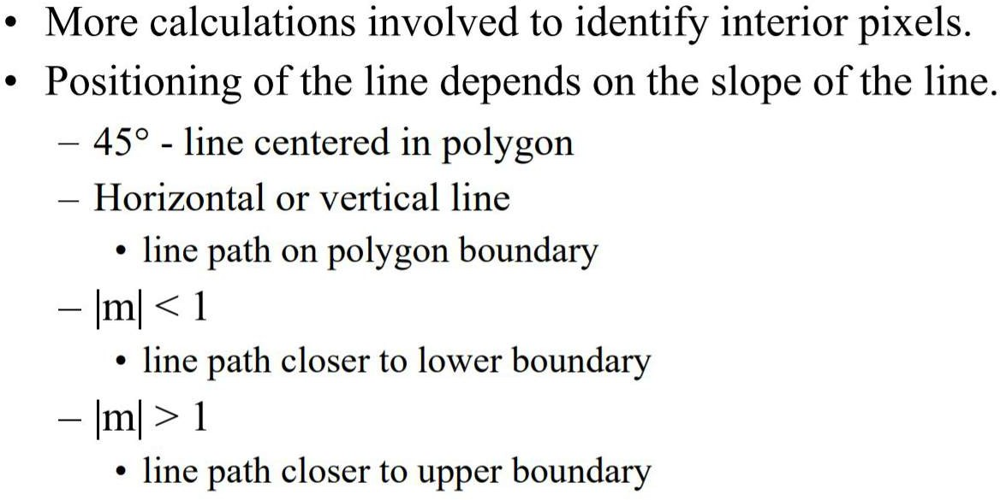 • More calculations involved to identify interior pixels.
• Positioning of the line depends on the slope of the line.
– 45° - line centered in polygon
– Horizontal or vertical line
• line path on polygon boundary
– |m| < 1
• line path closer to lower boundary
– |m| > 1
• line path closer to upper boundary